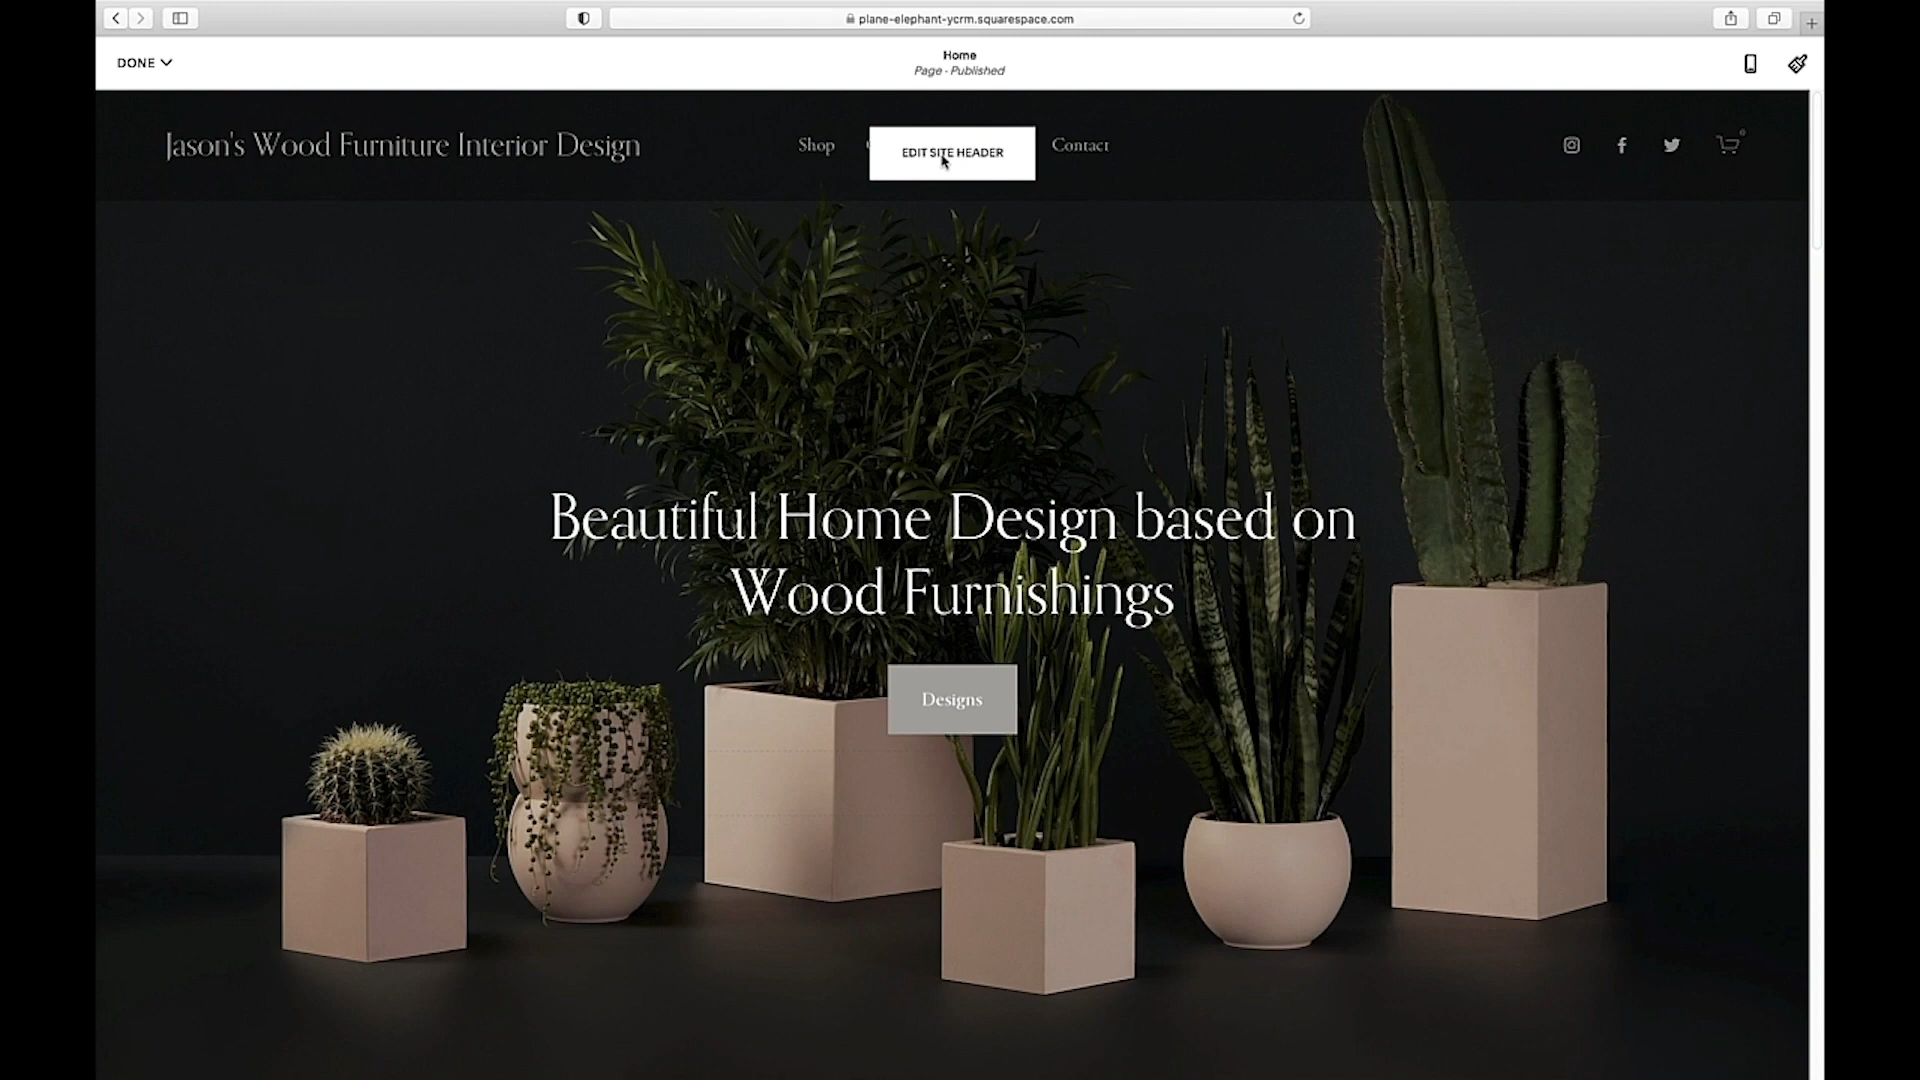 plane-elephant-ycrm.squarespace.com
DONE
Home
Page - Published
Jason's Wood Furniture Interior Design
Shop
EDIT SITE HEADER
Contact
0
Beautiful Home Design based on
Wood Furnishings
Designs